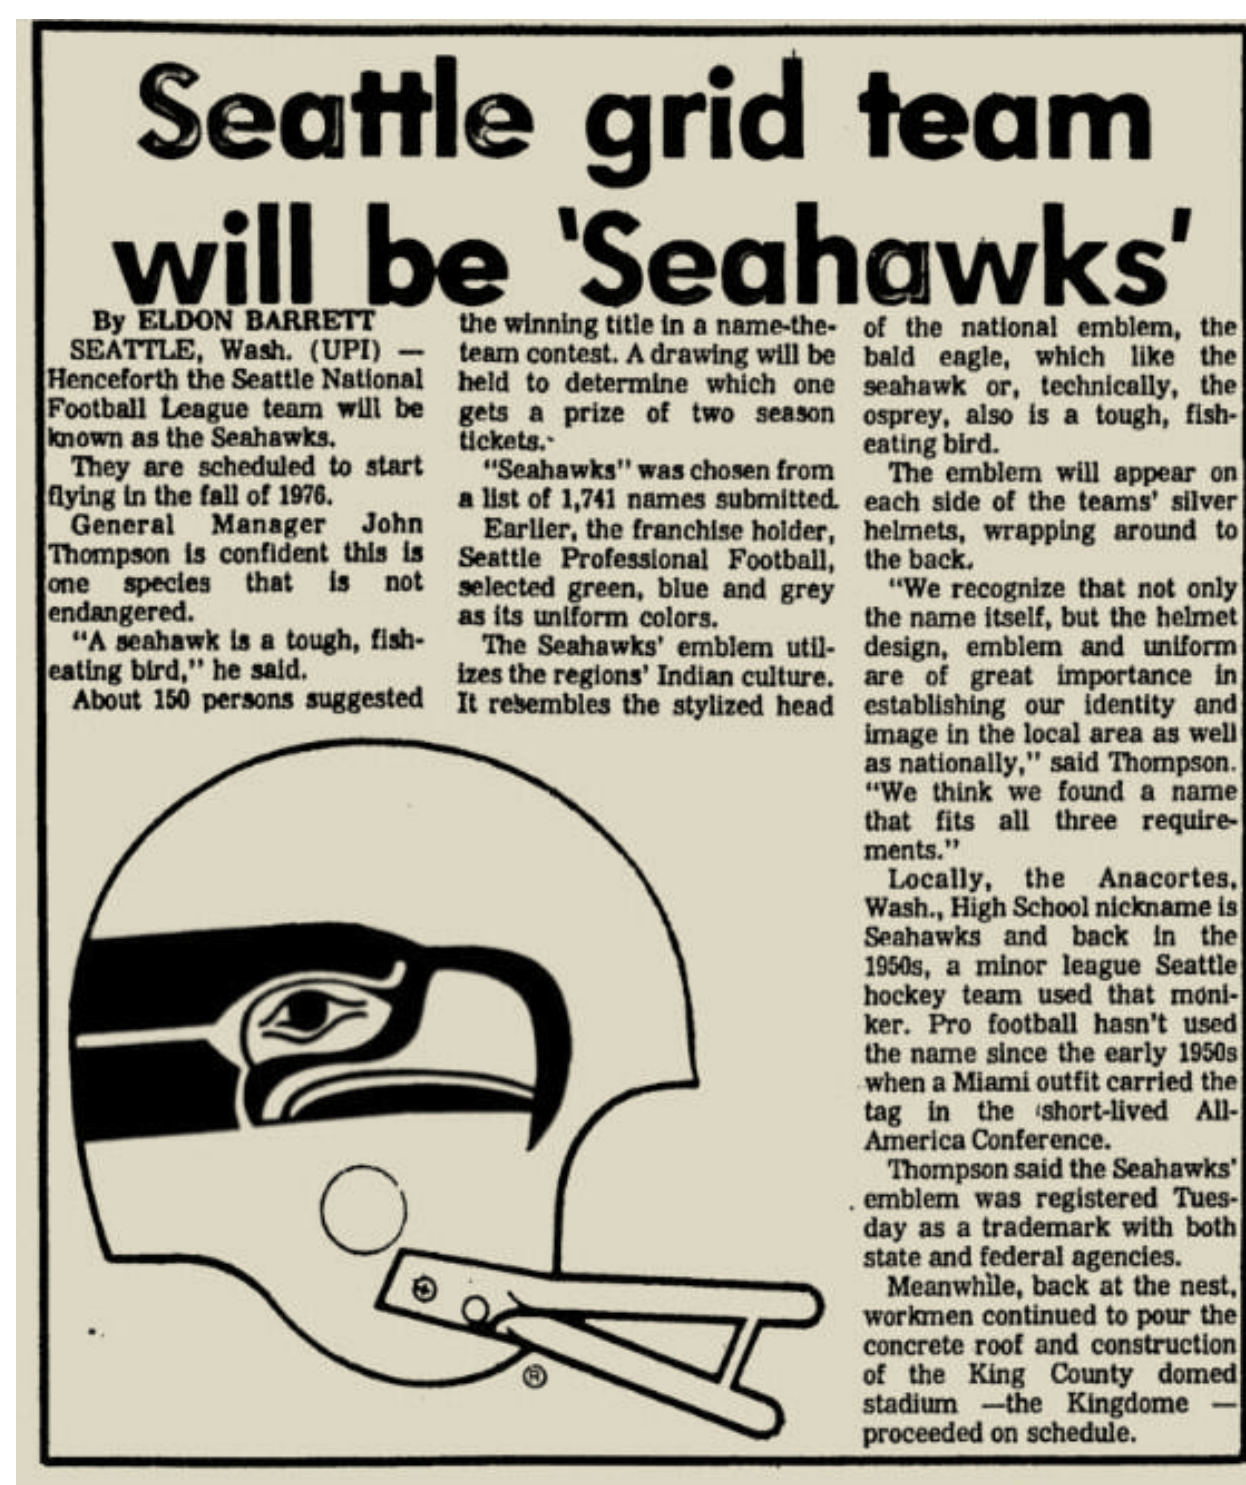 Seattle grid team
will be 'Seahawks'
By ELDON BARRETT
SEATTLE, Wash. (UPI) —
Henceforth the Seattle National
Football League team will be
known as the Seahawks.
They are scheduled to start
flying in the fall of 1976.
General Manager John
Thompson is confident this is
one species that is not
endangered.
"A seahawk is a tough, fish-
eating bird," he said.
About 150 persons suggested
the winning title in a name-the-
team contest. A drawing will be
held to determine which one
gets a prize of two season
tickets.
"Seahawks" was chosen from
a list of 1,741 names submitted.
Earlier, the franchise holder,
Seattle Professional Football,
selected green, blue and grey
as its uniform colors.
The Seahawks' emblem util-
izes the regions' Indian culture.
It resembles the stylized head
of the national emblem, the
bald eagle, which like the
seahawk or, technically, the
osprey, also is a tough, fish-
eating bird.
The emblem will appear on
each side of the teams' silver
helmets, wrapping around to
the back.
"We recognize that not only
the name itself, but the helmet
design, emblem and uniform
are of great importance in
establishing our identity and
image in the local area as well
as nationally," said Thompson.
"We think we found a name
that fits all three require-
ments."
Locally, the Anacortes,
Wash., High School nickname is
Seahawks and back in the
1950s, a minor league Seattle
hockey team used that moni-
ker. Pro football hasn't used
the name since the early 1950s
when a Miami outfit carried the
tag in the short-lived All-
America Conference.
Thompson said the Seahawks'
emblem was registered Tues-
day as a trademark with both
state and federal agencies.
Meanwhile, back at the nest,
workmen continued to pour the
concrete roof and construction
of the King County domed
stadium —the Kingdome —
proceeded on schedule.
®